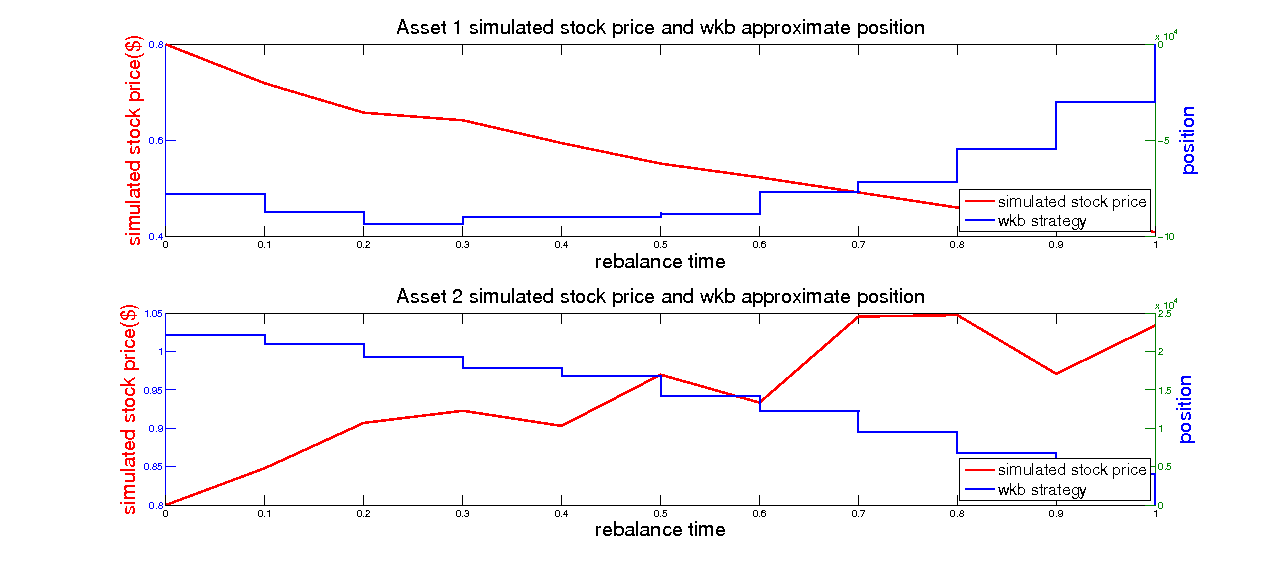 Asset 1 simulated stock price and wkb approximate position
x 10^4
0.8
0.6
0.4
simulated stock price($)
0
-5
-10
position
simulated stock price
wkb strategy
0 0.1 0.2 0.3 0.4 0.5 0.6 0.7 0.8 0.9 1
rebalance time
Asset 2 simulated stock price and wkb approximate position
x 10^4
1.05
1
0.95
0.9
0.85
0.8
simulated stock price($)
2.5
2
1.5
1
0.5
0
position
simulated stock price
wkb strategy
0 0.1 0.2 0.3 0.4 0.5 0.6 0.7 0.8 0.9 1
rebalance time